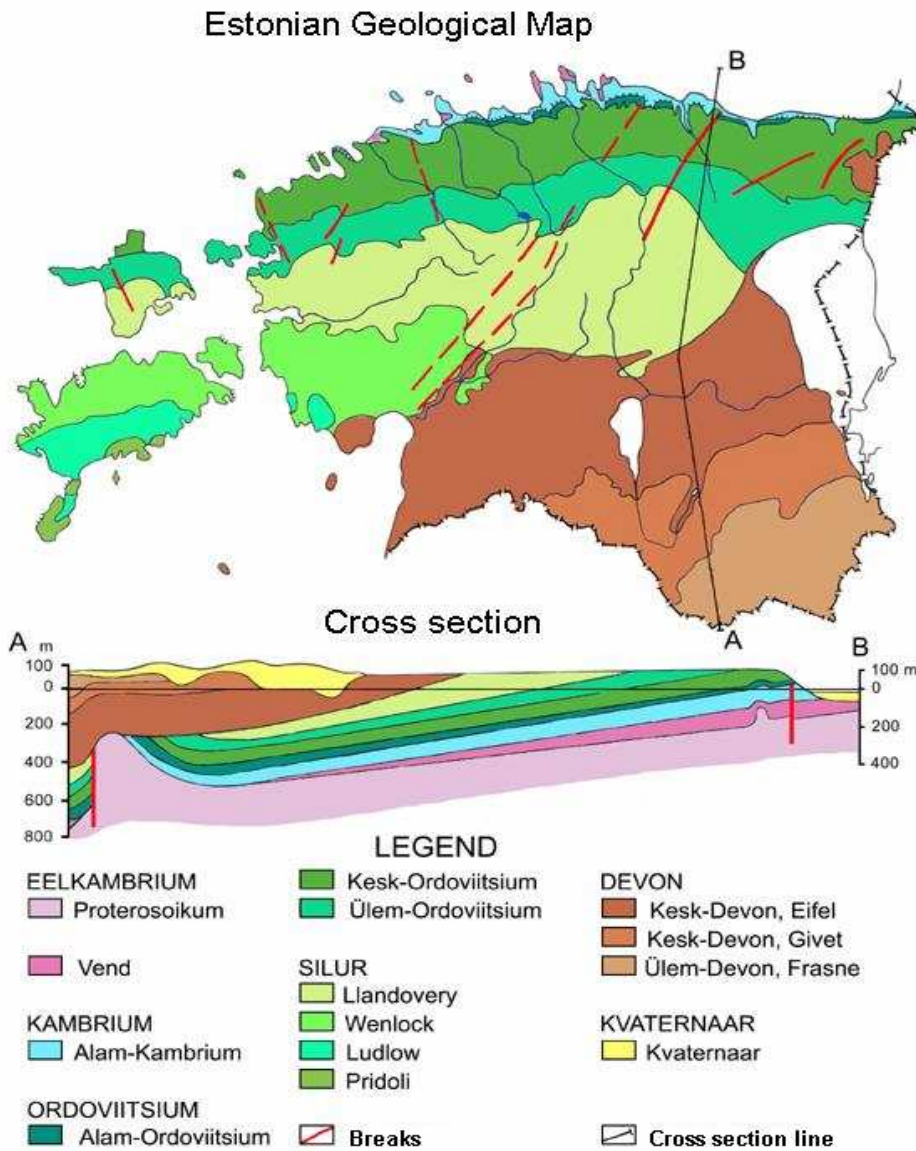 Estonian Geological Map
B
A
Cross section
A m
100
0
200
400
600
800
B
100 m
0
200
400
LEGEND
EELKAMBRIUM
Proterosoikum
Vend
KAMBRIUM
Alam-Kambrium
ORDOVIITSIUM
Alam-Ordoviitsium
Kesk-Ordoviitsium
Ülem-Ordoviitsium
SILUR
Llandovery
Wenlock
Ludlow
Pridoli
Breaks
DEVON
Kesk-Devon, Eifel
Kesk-Devon, Givet
Ülem-Devon, Frasne
KVATERNAAR
Kvaternaar
Cross section line